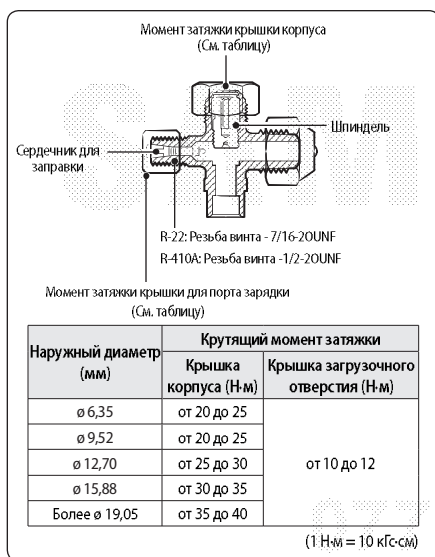 Момент затяжки крышки корпуса
(См. таблицу)
Шпиндель
Сердечник для
заправки
R-22: Резьба винта - 7/16-2OUNF
R-410A: Резьба винта -1/2-2OUNF
Момент затяжки крышки для порта зарядки
(См. таблицу)
Наружный диаметр (мм) Крутящий момент затяжки
Крышка корпуса (Н·м) Крышка загрузочного отверстия (Н·м)
ø 6,35 от 20 до 25
ø 9,52 от 20 до 25
ø 12,70 от 25 до 30 от 10 до 12
ø 15,88 от 30 до 35
Более ø 19,05 от 35 до 40
(1 Н·м = 10 кГс·см)